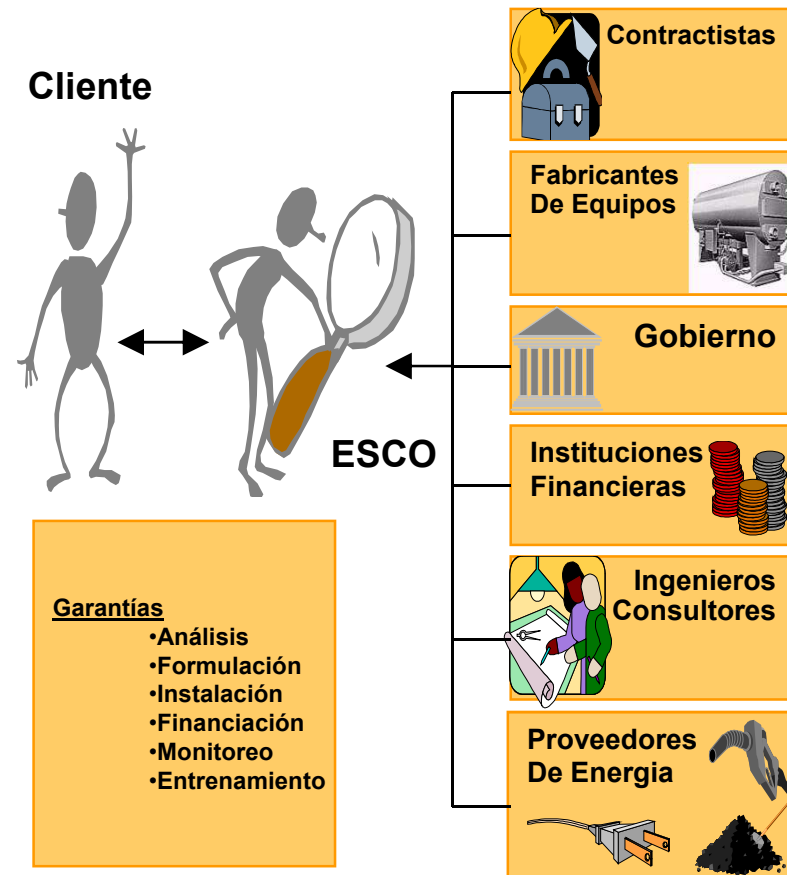 Cliente
ESCO
Garantías
•Análisis
•Formulación
•Instalación
•Financiación
•Monitoreo
•Entrenamiento
Contractistas
Fabricantes
De Equipos
Gobierno
Instituciones
Financieras
Ingenieros
Consultores
Proveedores
De Energia